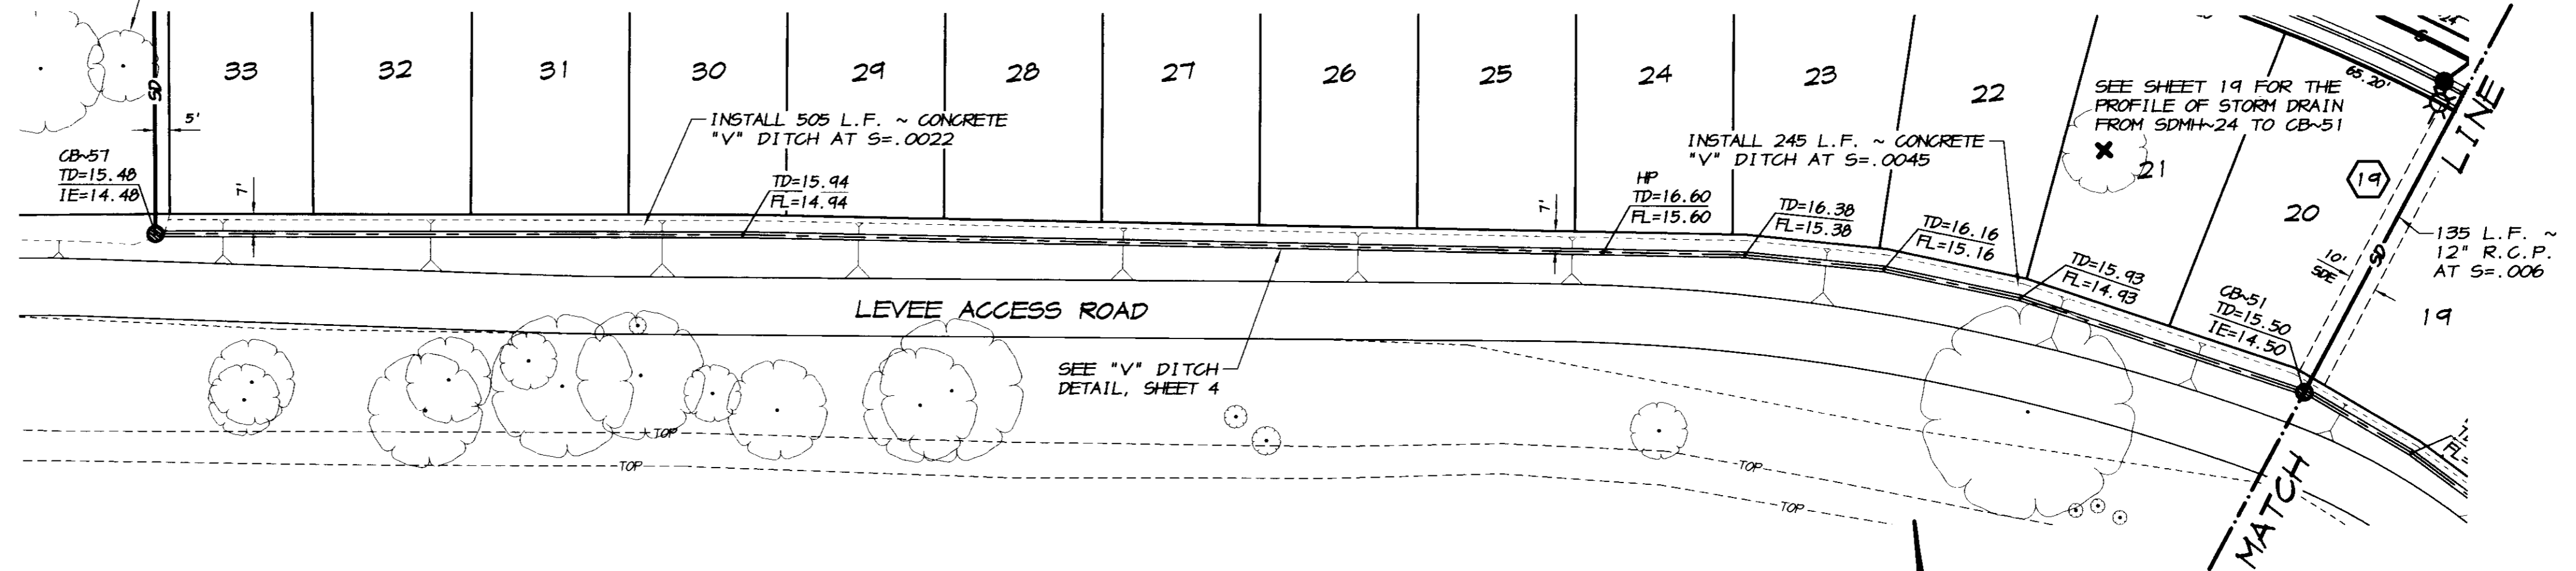 33
32
31
30
29
28
27
26
25
24
23
22
21
20
19
SD
5'
7'
CB~57
TD=15.48
IE=14.48
INSTALL 505 L.F. ~ CONCRETE
"V" DITCH AT S=.0022
TD=15.94
FL=14.94
7'
HP
TD=16.60
FL=15.60
INSTALL 245 L.F. ~ CONCRETE
"V" DITCH AT S=.0045
TD=16.38
FL=15.38
TD=16.16
FL=15.16
TD=15.93
FL=14.93
SEE SHEET 19 FOR THE
PROFILE OF STORM DRAIN
FROM SDMH~24 TO CB~51
65.20'
19
135 L.F. ~
12" R.C.P.
AT S=.006
10'
SDE
SD
CB~51
TD=15.50
IE=14.50
LEVEE ACCESS ROAD
SEE "V" DITCH
DETAIL, SHEET 4
TOP
TOP
TOP
TOP
MATCH LINE